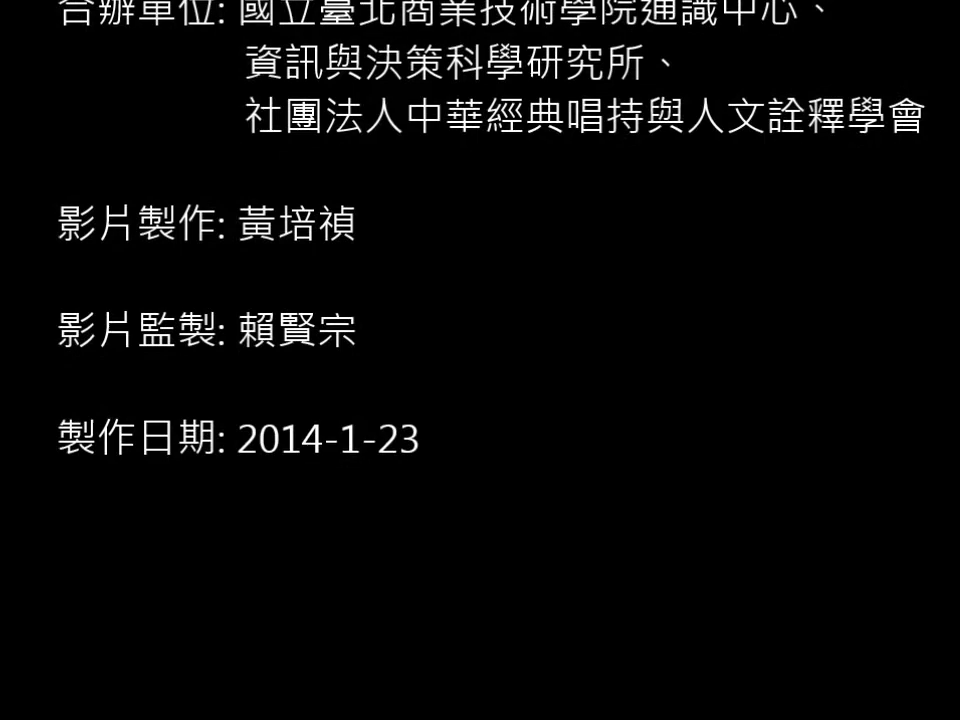 合辦單位: 國立臺北商業技術學院通識中心、
資訊與決策科學研究所、
社團法人中華經典唱持與人文詮釋學會
影片製作: 黃培禎
影片監製: 賴賢宗
製作日期: 2014-1-23